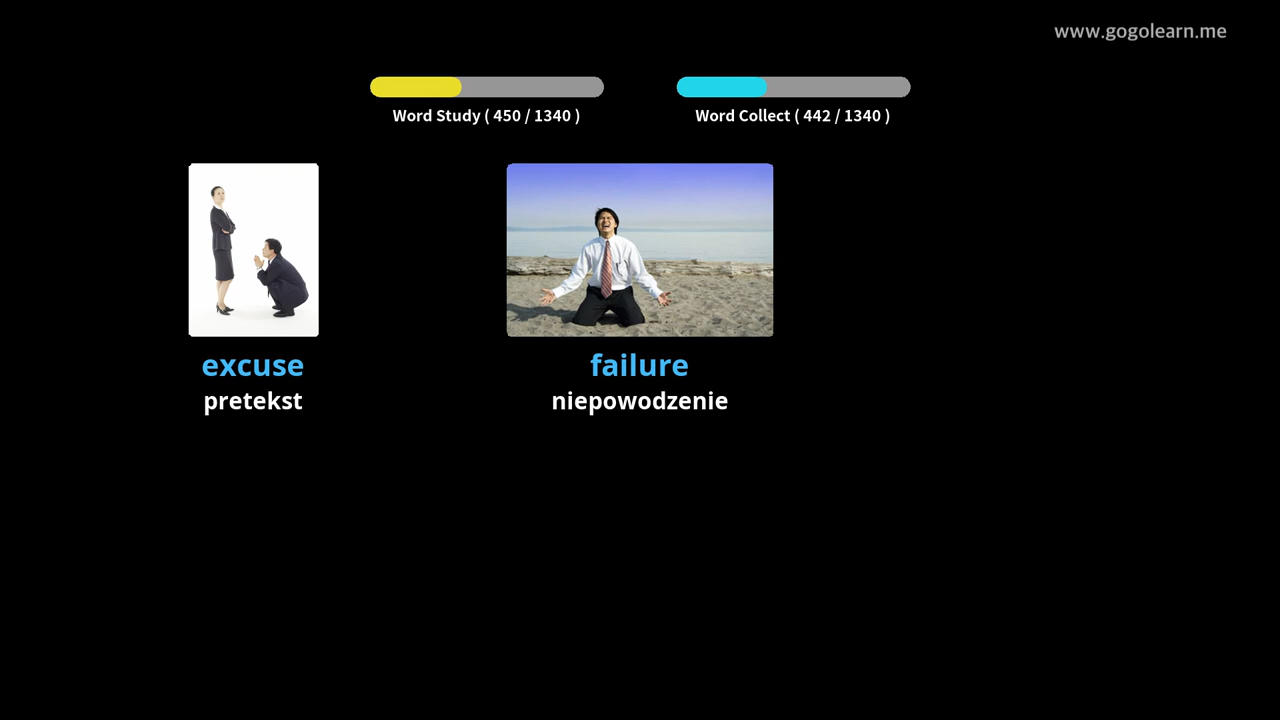 www.gogolearn.me
Word Study ( 450 / 1340 )
Word Collect ( 442 / 1340 )
excuse
pretekst
failure
niepowodzenie